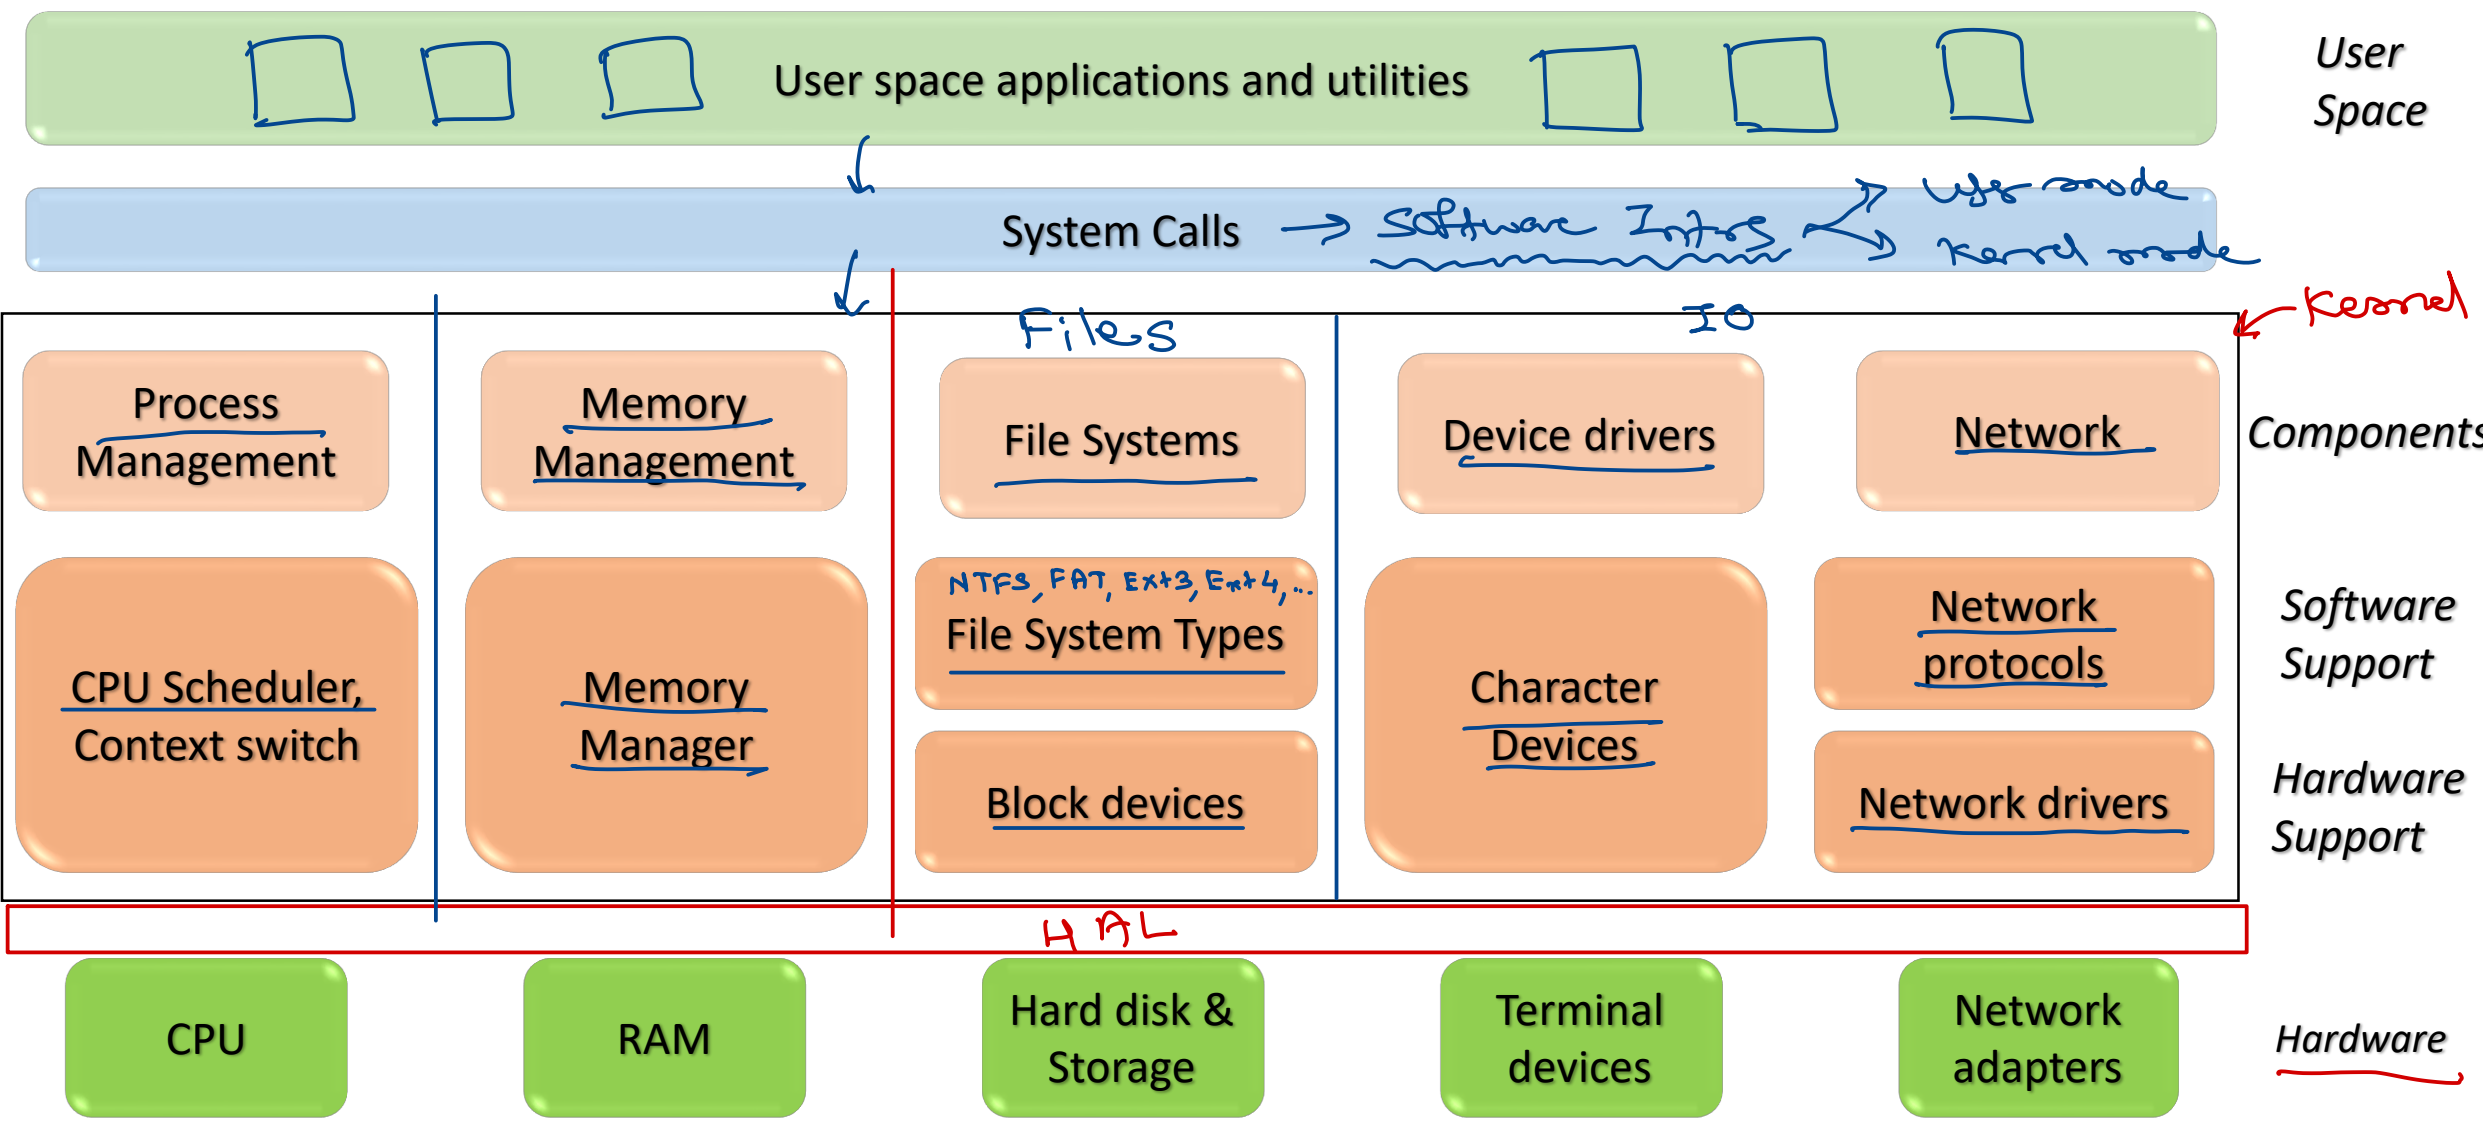 User space applications and utilities
User
Space
System Calls → Software Intrs
User mode
Kernel mode
Kernel
Files
IO
Process
Management
Memory
Management
File Systems
Device drivers
Network
Components
CPU Scheduler,
Context switch
Memory
Manager
NTFS, FAT, Ext3, Ext4, ...
File System Types
Block devices
Character
Devices
Network
protocols
Network drivers
Software
Support
Hardware
Support
HAL
CPU
RAM
Hard disk &
Storage
Terminal
devices
Network
adapters
Hardware